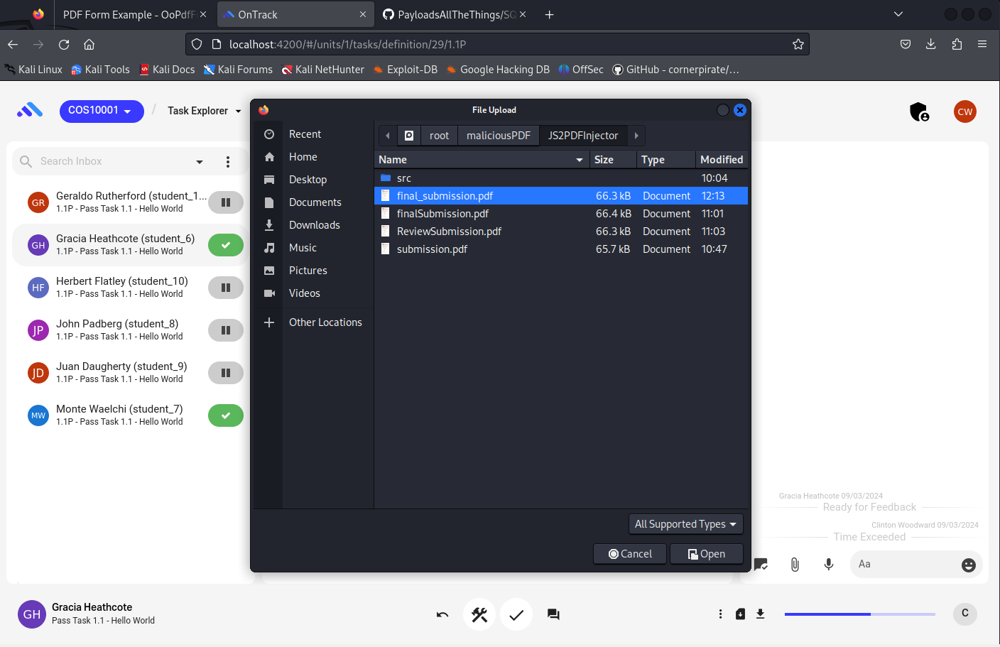 PDF Form Example - OoPdfF
OnTrack
PayloadsAllTheThings/SQ
localhost:4200/#/units/1/tasks/definition/29/1.1P
Kali Linux
Kali Tools
Kali Docs
Kali Forums
Kali NetHunter
Exploit-DB
Google Hacking DB
OffSec
GitHub - cornerpirate/...
COS10001
/
Task Explorer
CW
Search Inbox
GR
Geraldo Rutherford (student_1...
1.1P - Pass Task 1.1 - Hello World
GH
Gracia Heathcote (student_6)
1.1P - Pass Task 1.1 - Hello World
HF
Herbert Flatley (student_10)
1.1P - Pass Task 1.1 - Hello World
JP
John Padberg (student_8)
1.1P - Pass Task 1.1 - Hello World
JD
Juan Daugherty (student_9)
1.1P - Pass Task 1.1 - Hello World
MW
Monte Waelchi (student_7)
1.1P - Pass Task 1.1 - Hello World
File Upload
Recent
Home
Desktop
Documents
Downloads
Music
Pictures
Videos
Other Locations
root
maliciousPDF
JS2PDFInjector
Name Size Type Modified
src 10:04
final_submission.pdf 66.3 kB Document 12:13
finalSubmission.pdf 66.4 kB Document 11:01
ReviewSubmission.pdf 66.3 kB Document 11:03
submission.pdf 65.7 kB Document 10:47
All Supported Types
Cancel
Open
Gracia Heathcote 09/03/2024
Ready for Feedback
Clinton Woodward 09/03/2024
Time Exceeded
Aa
GH
Gracia Heathcote
Pass Task 1.1 - Hello World
C